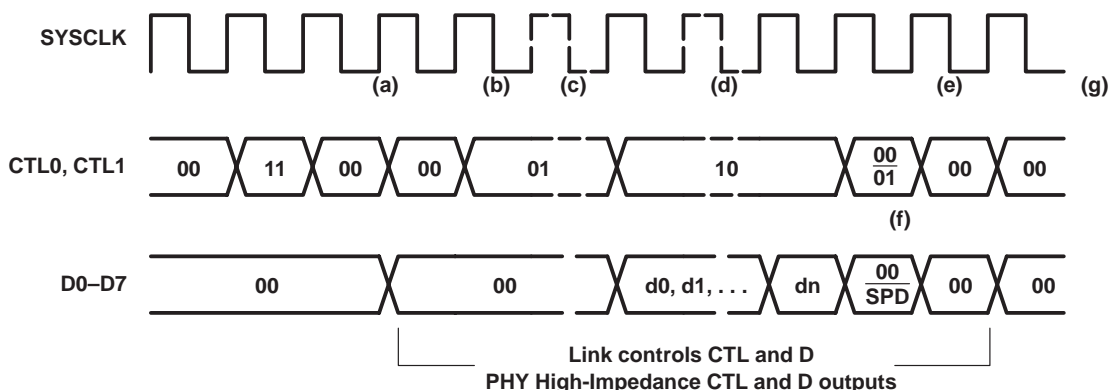 SYSCLK
(a) (b) (c) (d) (e) (g)
CTL0, CTL1 00 11 00 00 01 10 00 01 00 00
(f)
D0–D7 00 00 d0, d1, . . . dn 00 SPD 00 00
Link controls CTL and D
PHY High-Impedance CTL and D outputs